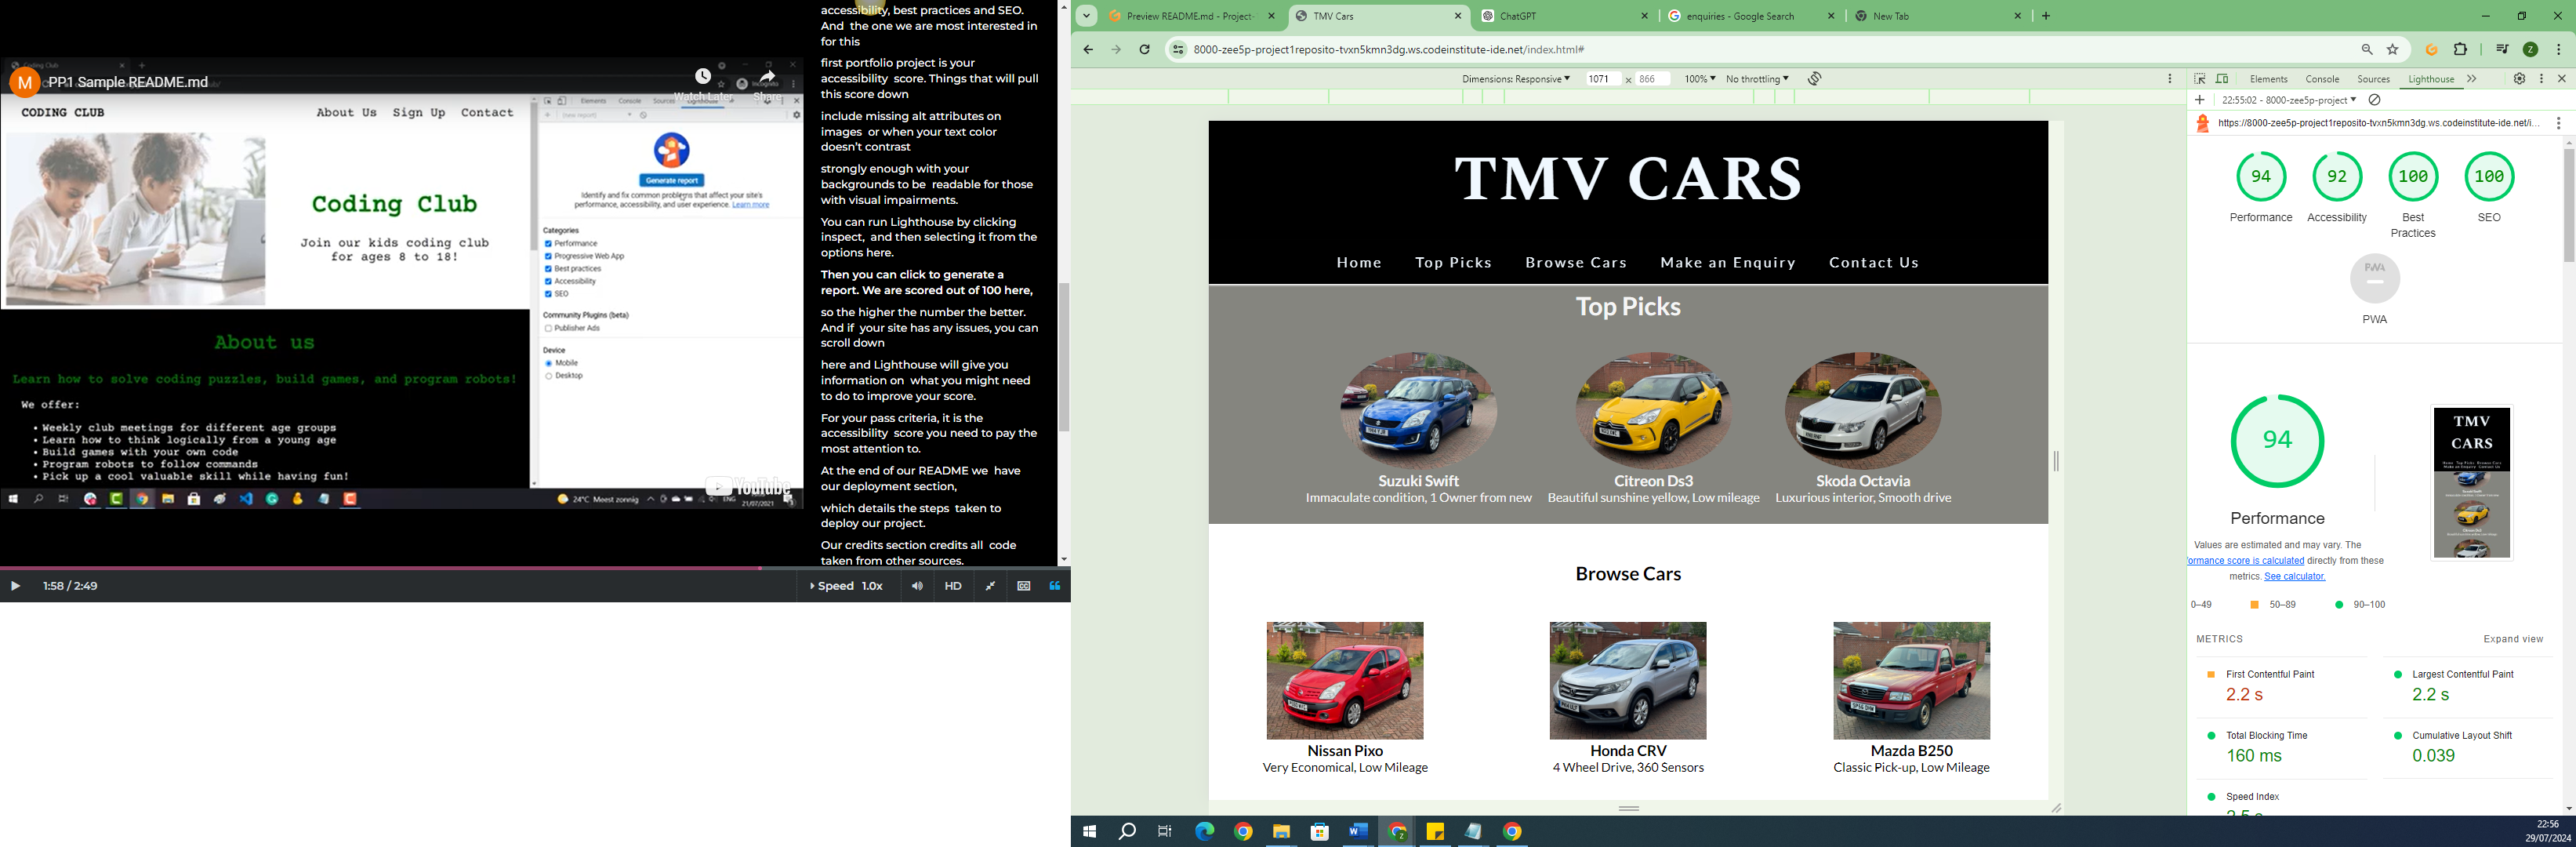 Coding Club
M
PP1 Sample README.md
Watch Later
Share
Incognito
CODING CLUB
About Us
Sign Up
Contact
Elements
Console
Sources
Lighthouse
(new report)
Coding Club
Join our kids coding club
for ages 8 to 18!
Generate report
Identify and fix common problems that affect your site's
performance, accessibility, and user experience. Learn more
Categories
Performance
Progressive Web App
Best practices
Accessibility
SEO
Community Plugins (beta)
Publisher Ads
Device
Mobile
Desktop
About us
Learn how to solve coding puzzles, build games, and program robots!
We offer:
• Weekly club meetings for different age groups
• Learn how to think logically from a young age
• Build games with your own code
• Program robots to follow commands
• Pick up a cool valuable skill while having fun!
YouTube
24°C Meest zonnig
ENG
21/07/2021
1:58 / 2:49
Speed 1.0x
HD
CC
accessibility, best practices and SEO.
And the one we are most interested in
for this
first portfolio project is your
accessibility score. Things that will pull
this score down
include missing alt attributes on
images or when your text color
doesn't contrast
strongly enough with your
backgrounds to be readable for those
with visual impairments.
You can run Lighthouse by clicking
inspect, and then selecting it from the
options here.
Then you can click to generate a
report. We are scored out of 100 here,
so the higher the number the better.
And if your site has any issues, you can
scroll down
here and Lighthouse will give you
information on what you might need
to do to improve your score.
For your pass criteria, it is the
accessibility score you need to pay the
most attention to.
At the end of our README we have
our deployment section,
which details the steps taken to
deploy our project.
Our credits section credits all code
taken from other sources.
Preview README.md - Project-
TMV Cars
ChatGPT
enquiries - Google Search
New Tab
8000-zee5p-project1reposito-tvxn5kmn3dg.ws.codeinstitute-ide.net/index.html#
Z
Dimensions: Responsive
1071
x
866
100%
No throttling
Elements
Console
Sources
Lighthouse
22:55:02 - 8000-zee5p-project
https://8000-zee5p-project1reposito-tvxn5kmn3dg.ws.codeinstitute-ide.net/i...
TMV CARS
Home
Top Picks
Browse Cars
Make an Enquiry
Contact Us
Top Picks
Suzuki Swift
Immaculate condition, 1 Owner from new
Citreon Ds3
Beautiful sunshine yellow, Low mileage
Skoda Octavia
Luxurious interior, Smooth drive
Browse Cars
Nissan Pixo
Very Economical, Low Mileage
Honda CRV
4 Wheel Drive, 360 Sensors
Mazda B250
Classic Pick-up, Low Mileage
94
92
100
100
Performance
Accessibility
Best
Practices
SEO
PWA
PWA
94
Performance
Values are estimated and may vary. The
ormance score is calculated directly from these
metrics. See calculator.
0–49
50–89
90–100
TMV
CARS
METRICS
Expand view
First Contentful Paint
2.2 s
Largest Contentful Paint
2.2 s
Total Blocking Time
160 ms
Cumulative Layout Shift
0.039
Speed Index
2.5 s
22:56
29/07/2024